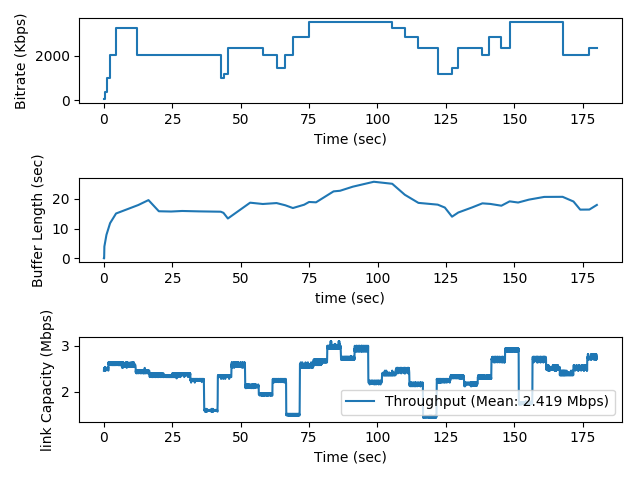 Bitrate (Kbps)
2000
0
0 25 50 75 100 125 150 175
Time (sec)
Buffer Length (sec)
20
10
0
0 25 50 75 100 125 150 175
time (sec)
link Capacity (Mbps)
3
2
Throughput (Mean: 2.419 Mbps)
0 25 50 75 100 125 150 175
Time (sec)